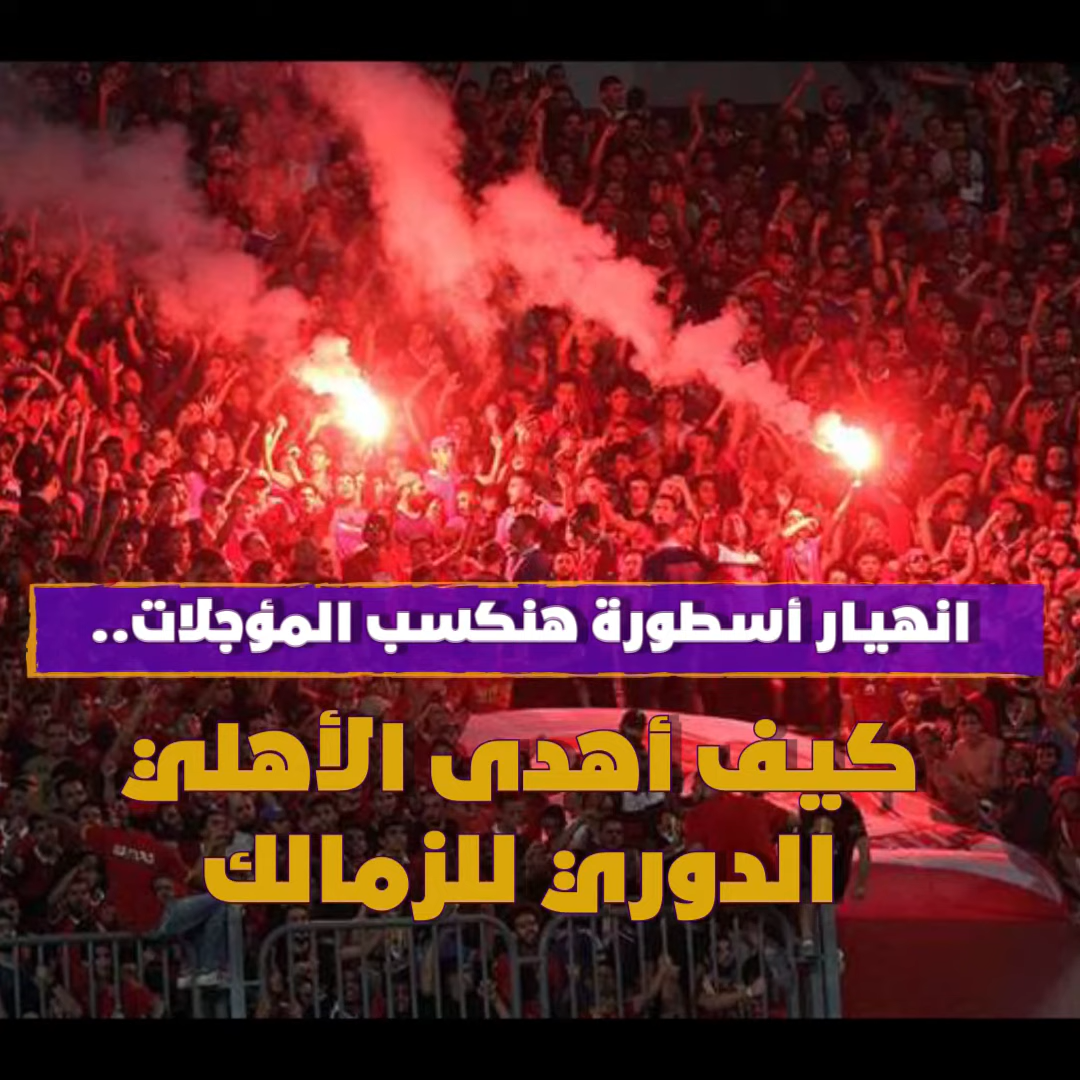 انهيار أسطورة هنكسب المؤجلات..
كيف أهدى الأهلي
الدوري للزمالك